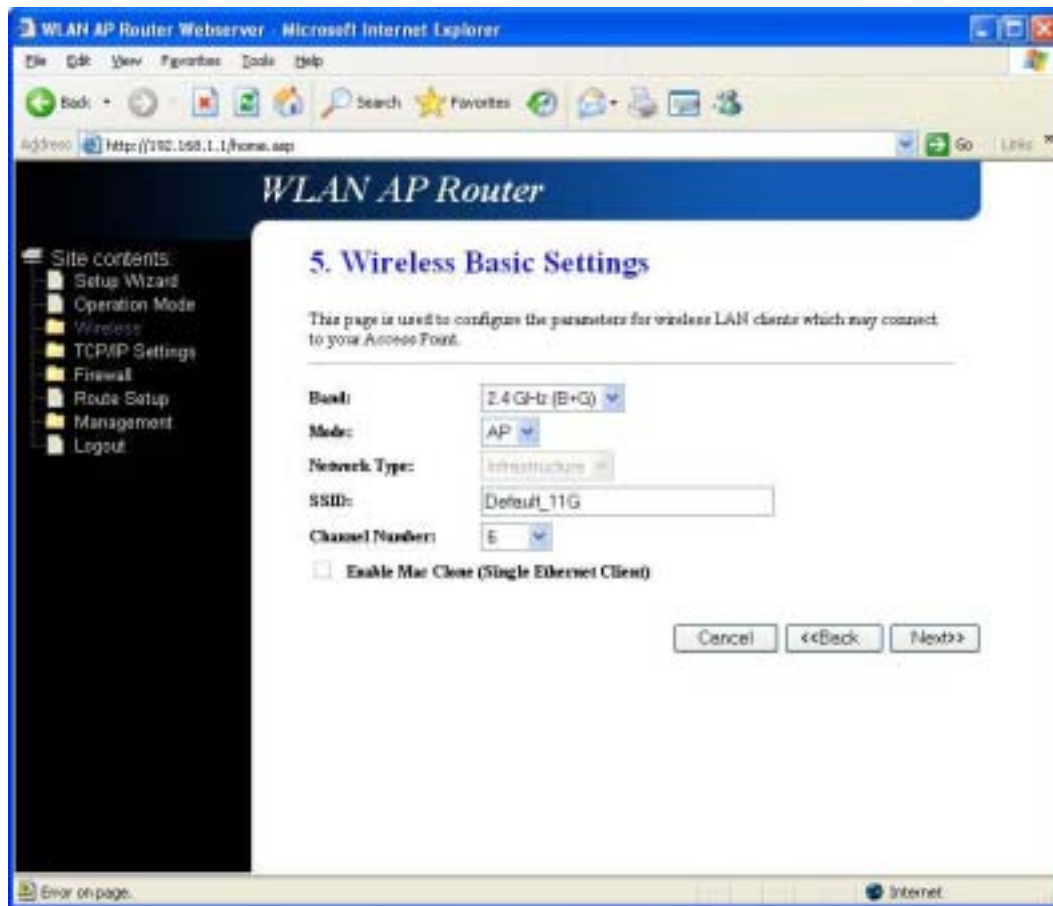 WLAN AP Router Webserver - Microsoft Internet Explorer
File Edit View Favorites Tools Help
Back Search Favorites
Address http://192.168.1.1/home.asp Go Links »
WLAN AP Router
Site contents:
Setup Wizard
Operation Mode
Wireless
TCP/IP Settings
Firewall
Route Setup
Management
Logout
5. Wireless Basic Settings
This page is used to configure the parameters for wireless LAN clients which may connect
to your Access Point.
Band: 2.4 GHz (B+G)
Mode: AP
Network Type: Infrastructure
SSID: Default_11G
Channel Number: 6
Enable Mac Clone (Single Ethernet Client)
Cancel <<Back Next>>
Error on page. Internet